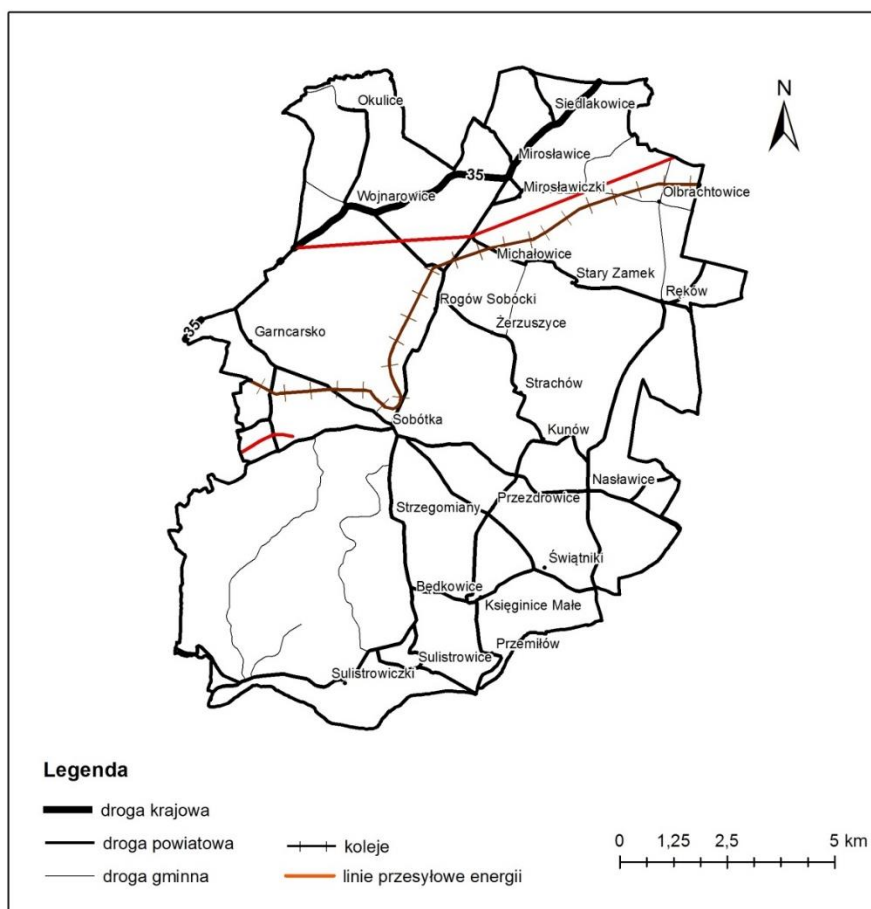 N
Okulice
Siedlakowice
Mirosławice
35
Mirosławiczki
Olbrachtowice
Wojnarowice
Michałowice
Stary Zamek
Ręków
Rogów Sobócki
Żerzuszyce
35
Garncarsko
Strachów
Sobótka
Kunów
Nasławice
Przezdrowice
Strzegomiany
Świątniki
Będkowice
Księginice Małe
Przemiłów
Sulistrowice
Sulistrowiczki
Legenda
droga krajowa
droga powiatowa
koleje
droga gminna
linie przesyłowe energii
0 1,25 2,5 5 km